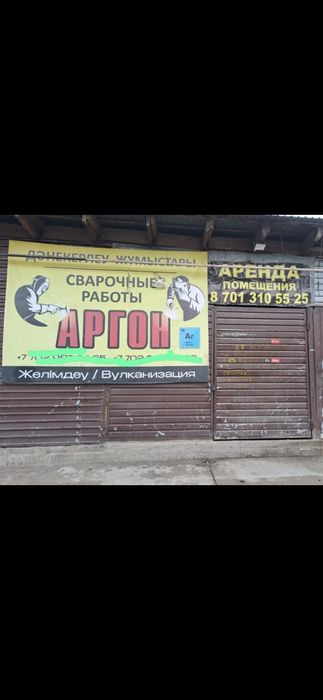 ДӘНЕКЕРЛЕУ ЖҰМЫСТАРЫ
СВАРОЧНЫЕ
РАБОТЫ
АРГОН
Ar
Желімдеу / Вулканизация
АРЕНДА
ПОМЕЩЕНИЯ
8 701 310 55 25